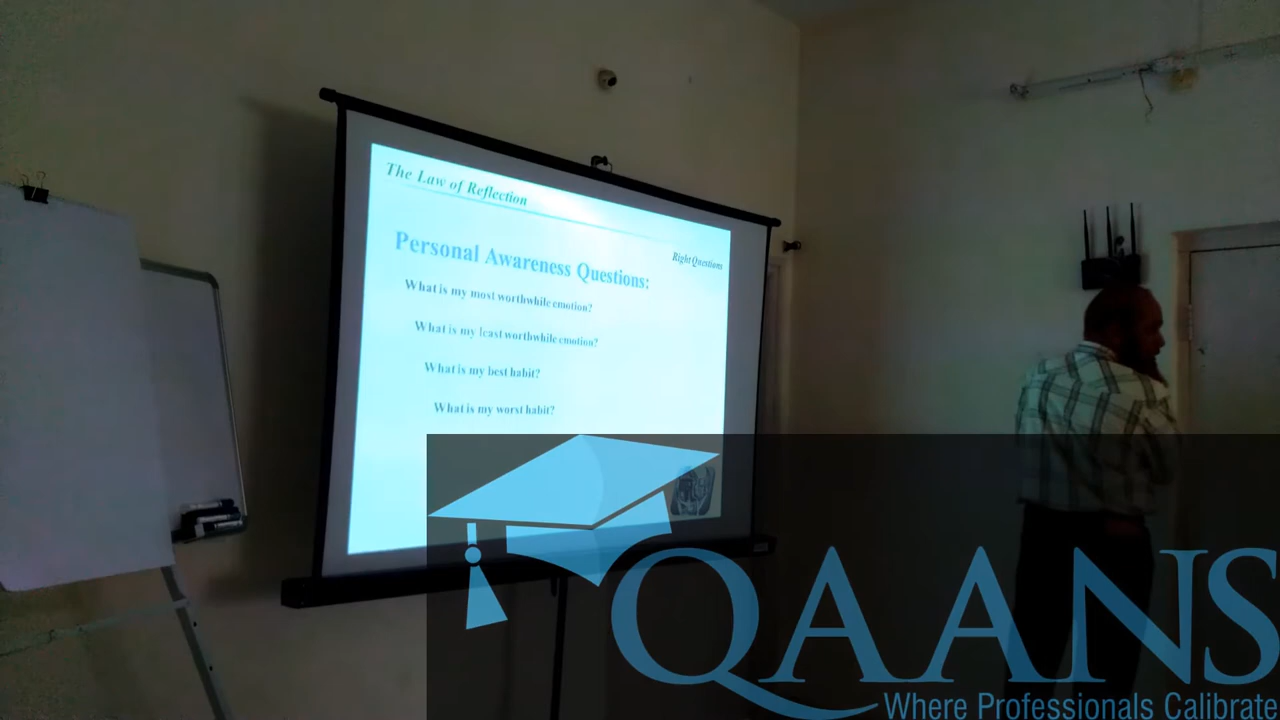 The Law of Reflection
Right Questions
Personal Awareness Questions:
What is my most worthwhile emotion?
What is my least worthwhile emotion?
What is my best habit?
What is my worst habit?
QAANS
Where Professionals Calibrate